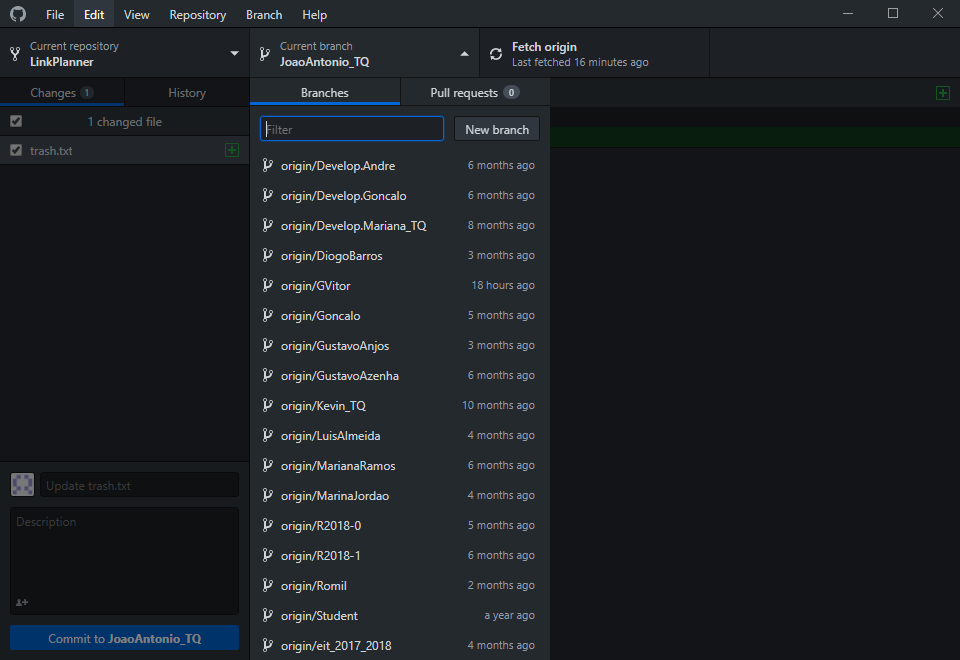 File Edit View Repository Branch Help
Current repository
LinkPlanner
Current branch
JoaoAntonio_TQ
Fetch origin
Last fetched 16 minutes ago
Changes 1 History
1 changed file
trash.txt
Branches Pull requests 0
Filter New branch
origin/Develop.Andre 6 months ago
origin/Develop.Goncalo 6 months ago
origin/Develop.Mariana_TQ 8 months ago
origin/DiogoBarros 3 months ago
origin/GVitor 18 hours ago
origin/Goncalo 5 months ago
origin/GustavoAnjos 3 months ago
origin/GustavoAzenha 6 months ago
origin/Kevin_TQ 10 months ago
origin/LuisAlmeida 4 months ago
origin/MarianaRamos 6 months ago
origin/MarinaJordao 4 months ago
origin/R2018-0 5 months ago
origin/R2018-1 6 months ago
origin/Romil 2 months ago
origin/Student a year ago
origin/eit_2017_2018 4 months ago
Update trash.txt
Description
Commit to JoaoAntonio_TQ